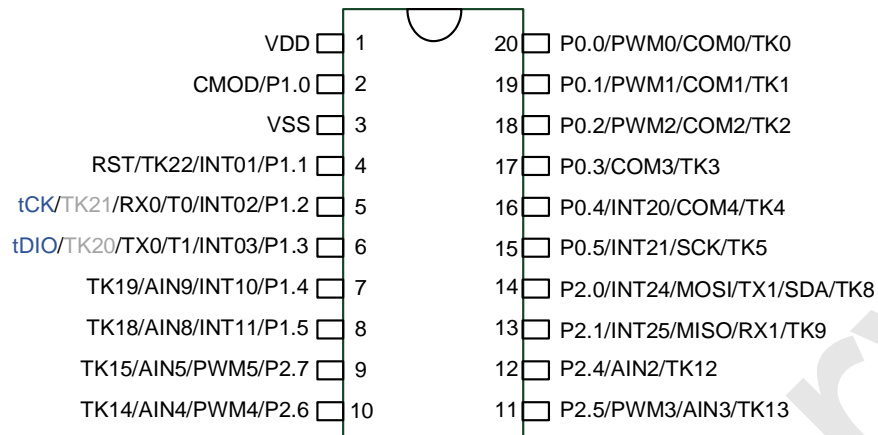 VDD 1 20 P0.0/PWM0/COM0/TK0
CMOD/P1.0 2 19 P0.1/PWM1/COM1/TK1
VSS 3 18 P0.2/PWM2/COM2/TK2
RST/TK22/INT01/P1.1 4 17 P0.3/COM3/TK3
tCK/TK21/RX0/T0/INT02/P1.2 5 16 P0.4/INT20/COM4/TK4
tDIO/TK20/TX0/T1/INT03/P1.3 6 15 P0.5/INT21/SCK/TK5
TK19/AIN9/INT10/P1.4 7 14 P2.0/INT24/MOSI/TX1/SDA/TK8
TK18/AIN8/INT11/P1.5 8 13 P2.1/INT25/MISO/RX1/TK9
TK15/AIN5/PWM5/P2.7 9 12 P2.4/AIN2/TK12
TK14/AIN4/PWM4/P2.6 10 11 P2.5/PWM3/AIN3/TK13